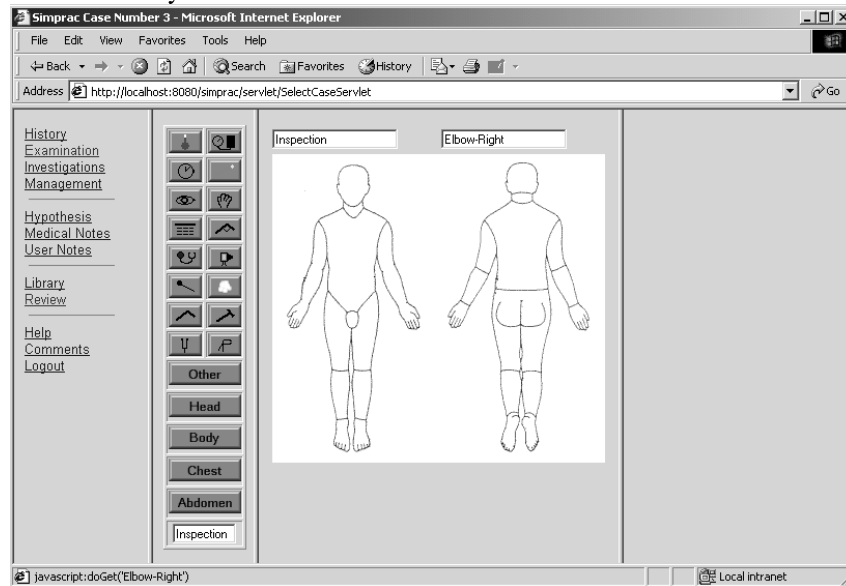 Simprac Case Number 3 - Microsoft Internet Explorer
File Edit View Favorites Tools Help
Back Search Favorites History
Address http://localhost:8080/simprac/servlet/SelectCaseServlet Go
History
Examination
Investigations
Management
Hypothesis
Medical Notes
User Notes
Library
Review
Help
Comments
Logout
Other
Head
Body
Chest
Abdomen
Inspection
Inspection Elbow-Right
javascript:doGet('Elbow-Right') Local intranet